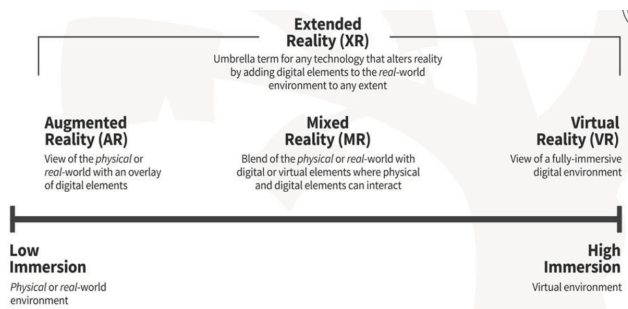 Extended
Reality (XR)
Umbrella term for any technology that alters reality
by adding digital elements to the real-world
environment to any extent
Augmented
Reality (AR)
View of the physical or
real-world with an overlay
of digital elements
Mixed
Reality (MR)
Blend of the physical or real-world with
digital or virtual elements where physical
and digital elements can interact
Virtual
Reality (VR)
View of a fully-immersive
digital environment
Low
Immersion
Physical or real-world
environment
High
Immersion
Virtual environment